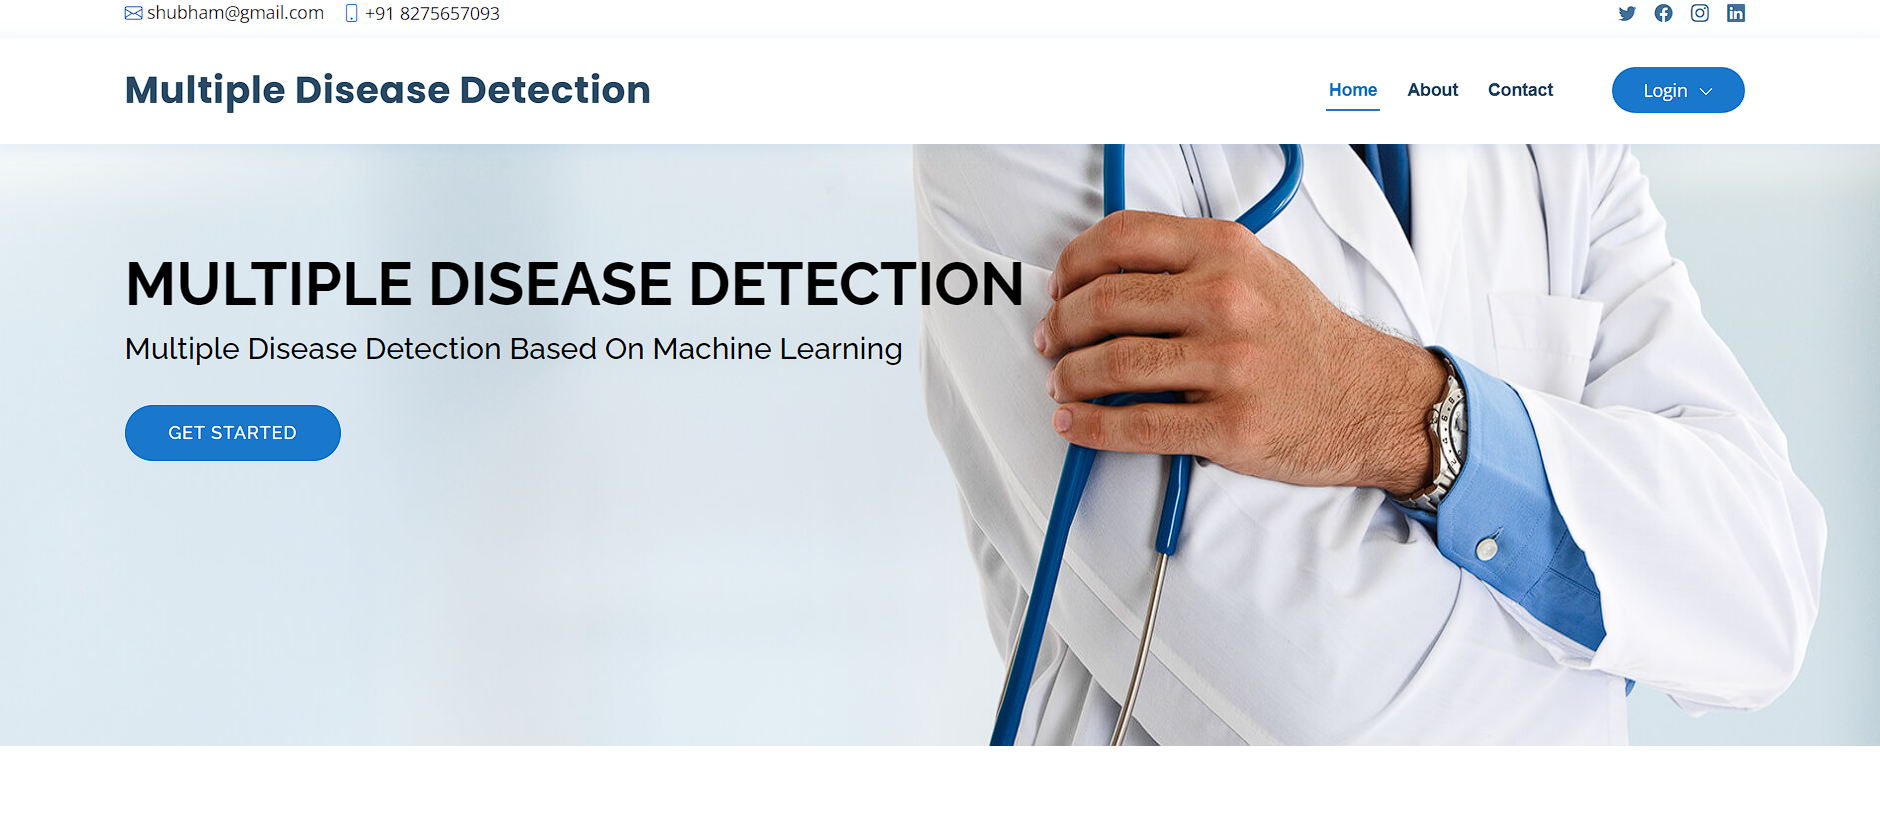 shubham@gmail.com +91 8275657093
Multiple Disease Detection
Home About Contact Login
MULTIPLE DISEASE DETECTION
Multiple Disease Detection Based On Machine Learning
GET STARTED